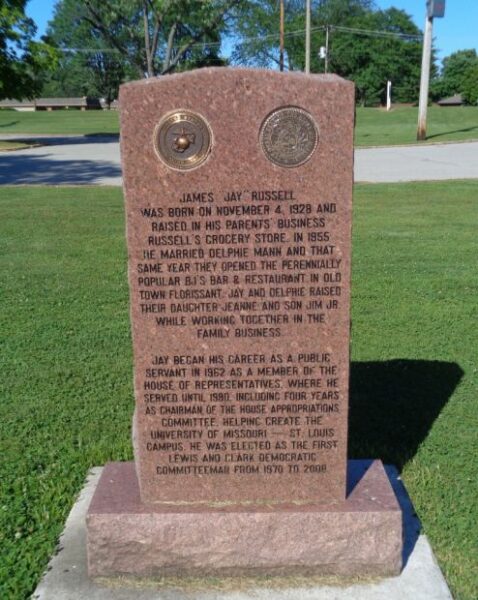 JAMES "JAY" RUSSELL
WAS BORN ON NOVEMBER 4, 1928 AND
RAISED IN HIS PARENTS' BUSINESS
RUSSELL'S GROCERY STORE. IN 1955
HE MARRIED DELPHIE MANN AND THAT
SAME YEAR THEY OPENED THE PERENNIALLY
POPULAR BJ'S BAR & RESTAURANT IN OLD
TOWN FLORISSANT. JAY AND DELPHIE RAISED
THEIR DAUGHTER JEANNE AND SON JIM JR.
WHILE WORKING TOGETHER IN THE
FAMILY BUSINESS.
JAY BEGAN HIS CAREER AS A PUBLIC
SERVANT IN 1962 AS A MEMBER OF THE
HOUSE OF REPRESENTATIVES, WHERE HE
SERVED UNTIL 1980, INCLUDING FOUR YEARS
AS CHAIRMAN OF THE HOUSE APPROPRIATIONS
COMMITTEE, HELPING CREATE THE
UNIVERSITY OF MISSOURI — ST. LOUIS
CAMPUS. HE WAS ELECTED AS THE FIRST
LEWIS AND CLARK DEMOCRATIC
COMMITTEEMAN FROM 1970 TO 2008.